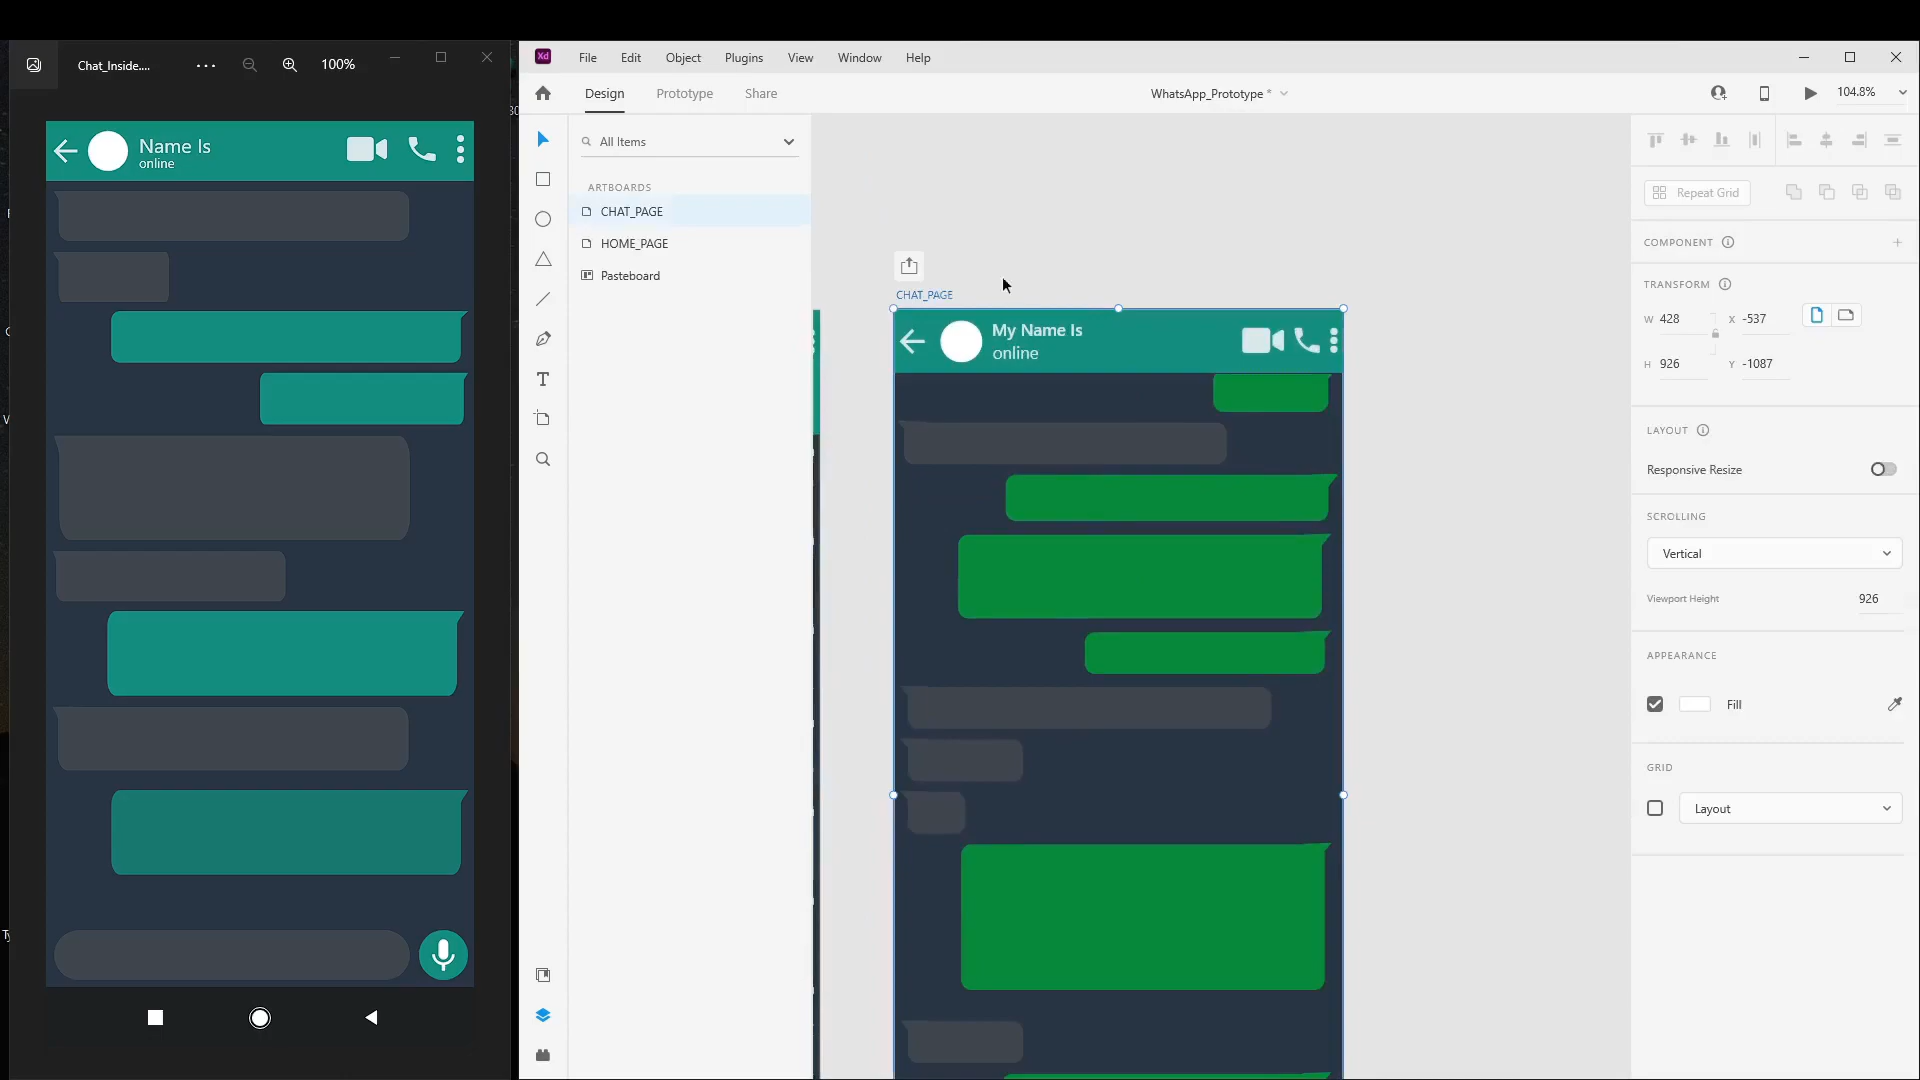 Chat_Inside....
100%
Name Is
online
Xd
File Edit Object Plugins View Window Help
Design Prototype Share
WhatsApp_Prototype *
104.8%
All Items
ARTBOARDS
CHAT_PAGE
HOME_PAGE
Pasteboard
CHAT_PAGE
My Name Is
online
Repeat Grid
COMPONENT
TRANSFORM
W 428 X -537
H 926 Y -1087
LAYOUT
Responsive Resize
SCROLLING
Vertical
Viewport Height 926
APPEARANCE
Fill
GRID
Layout